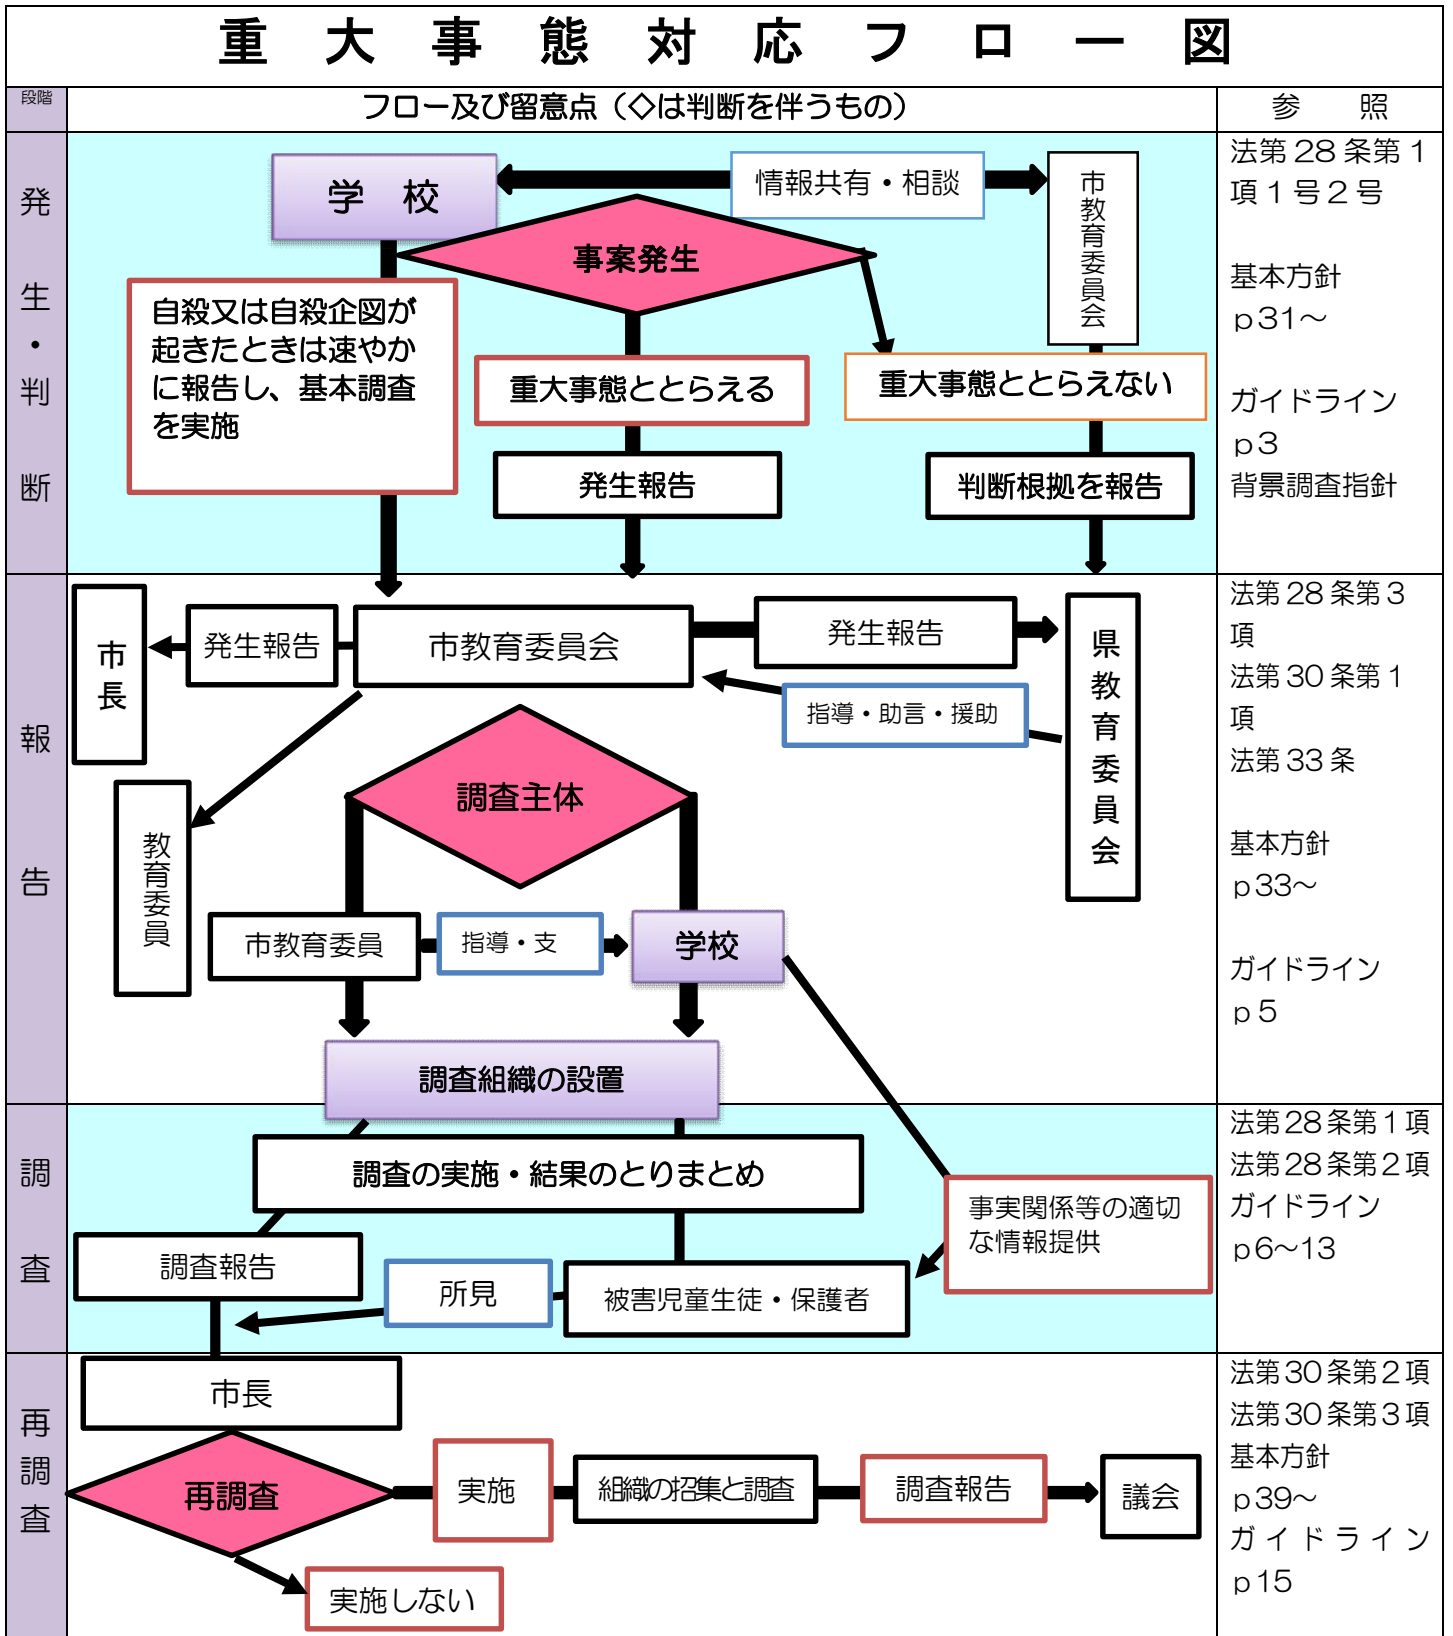 重大事態対応フロー図
段階
フロー及び留意点（◇は判断を伴うもの）
参　照
発生・判断
学　校
情報共有・相談
市教育委員会
事案発生
自殺又は自殺企図が
起きたときは速やか
に報告し、基本調査
を実施
重大事態ととらえる
重大事態ととらえない
発生報告
判断根拠を報告
法第28条第1
項1号2号
基本方針
p31～
ガイドライン
p3
背景調査指針
報告
市長
発生報告
市教育委員会
発生報告
県教育委員会
指導・助言・援助
教育委員
調査主体
市教育委員
指導・支
学校
調査組織の設置
法第28条第3
項
法第30条第1
項
法第33条
基本方針
p33～
ガイドライン
p5
調査
調査の実施・結果のとりまとめ
事実関係等の適切
な情報提供
調査報告
所見
被害児童生徒・保護者
法第28条第1項
法第28条第2項
ガイドライン
p6～13
再調査
市長
再調査
実施
組織の招集と調査
調査報告
議会
実施しない
法第30条第2項
法第30条第3項
基本方針
p39～
ガイドライン
p15